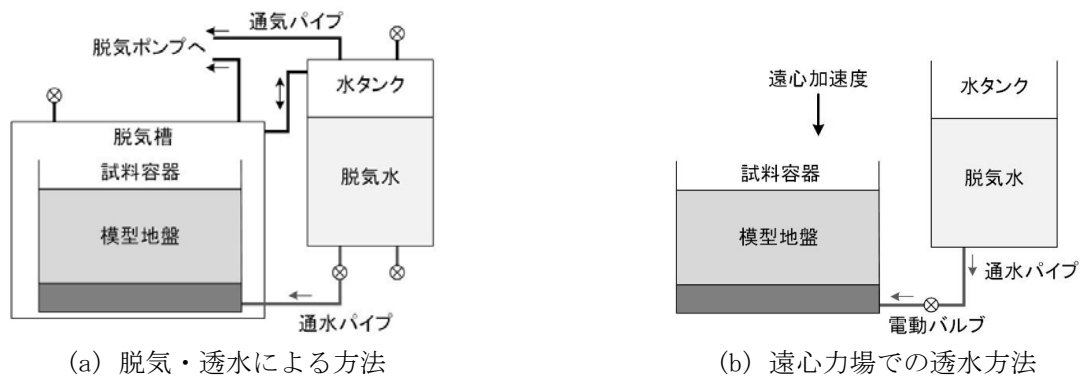 通気パイプ
脱気ポンプへ
水タンク
脱気槽
試料容器
脱気水
模型地盤
通水パイプ
(a) 脱気・透水による方法
遠心加速度
水タンク
試料容器
脱気水
模型地盤
通水パイプ
電動バルブ
(b) 遠心力場での透水方法